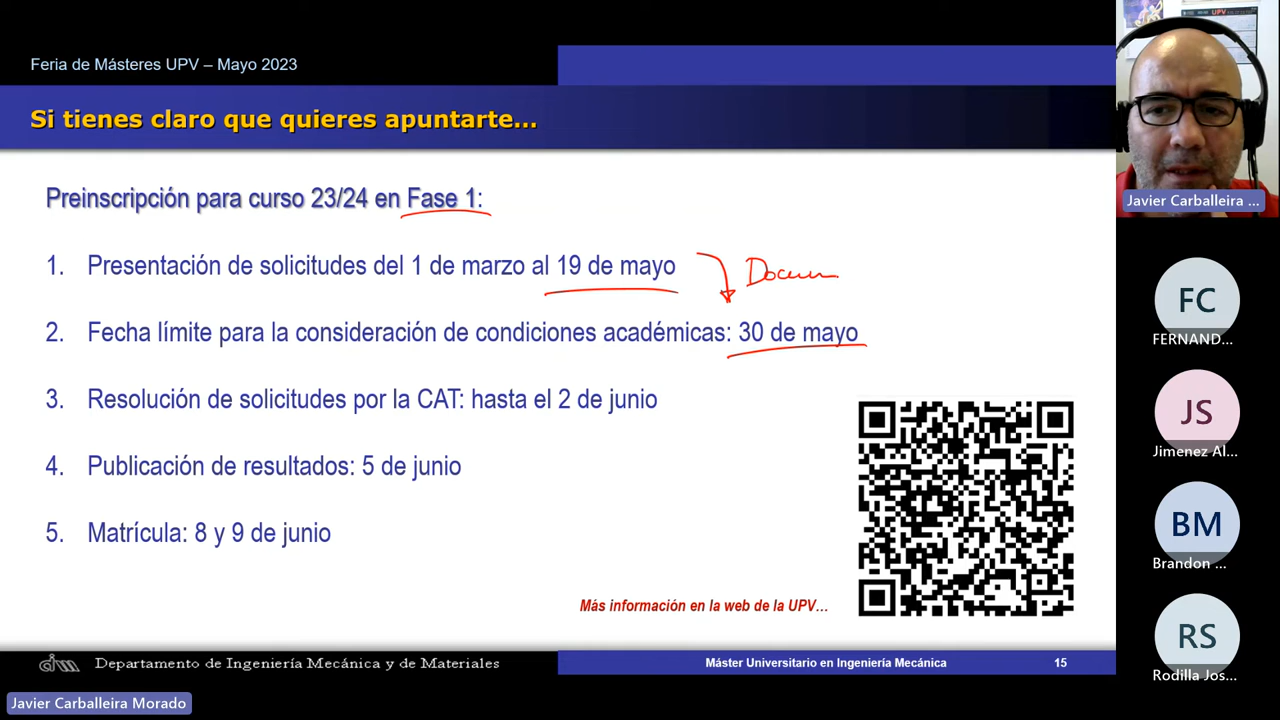 Feria de Másteres UPV – Mayo 2023
Si tienes claro que quieres apuntarte...
Preinscripción para curso 23/24 en Fase 1:
1. Presentación de solicitudes del 1 de marzo al 19 de mayo
Docum
2. Fecha límite para la consideración de condiciones académicas: 30 de mayo
3. Resolución de solicitudes por la CAT: hasta el 2 de junio
4. Publicación de resultados: 5 de junio
5. Matrícula: 8 y 9 de junio
Más información en la web de la UPV...
Departamento de Ingeniería Mecánica y de Materiales
Máster Universitario en Ingeniería Mecánica
15
Javier Carballeira Morado
UPV
Javier Carballeira ...
FC
FERNAND...
JS
Jimenez Al...
BM
Brandon ...
RS
Rodilla Jos...